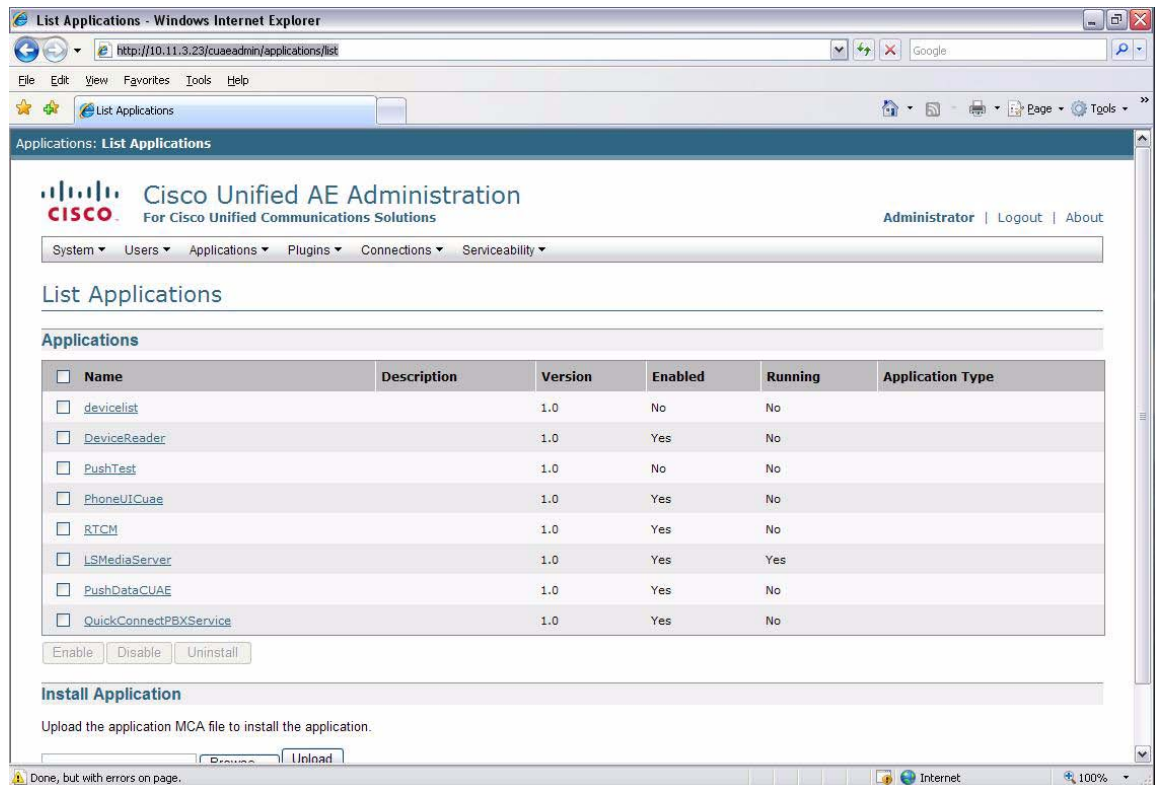 List Applications - Windows Internet Explorer
http://10.11.3.23/cuaeadmin/applications/list
Google
File Edit View Favorites Tools Help
List Applications
Page Tools »
Applications: List Applications
CISCO
Cisco Unified AE Administration
For Cisco Unified Communications Solutions
Administrator | Logout | About
System Users Applications Plugins Connections Serviceability
List Applications
Applications
Name Description Version Enabled Running Application Type
devicelist 1.0 No No
DeviceReader 1.0 Yes No
PushTest 1.0 No No
PhoneUICuae 1.0 Yes No
RTCM 1.0 Yes No
LSMediaServer 1.0 Yes Yes
PushDataCUAE 1.0 Yes No
QuickConnectPBXService 1.0 Yes No
Enable Disable Uninstall
Install Application
Upload the application MCA file to install the application.
Browse... Upload
Done, but with errors on page.
Internet
100%